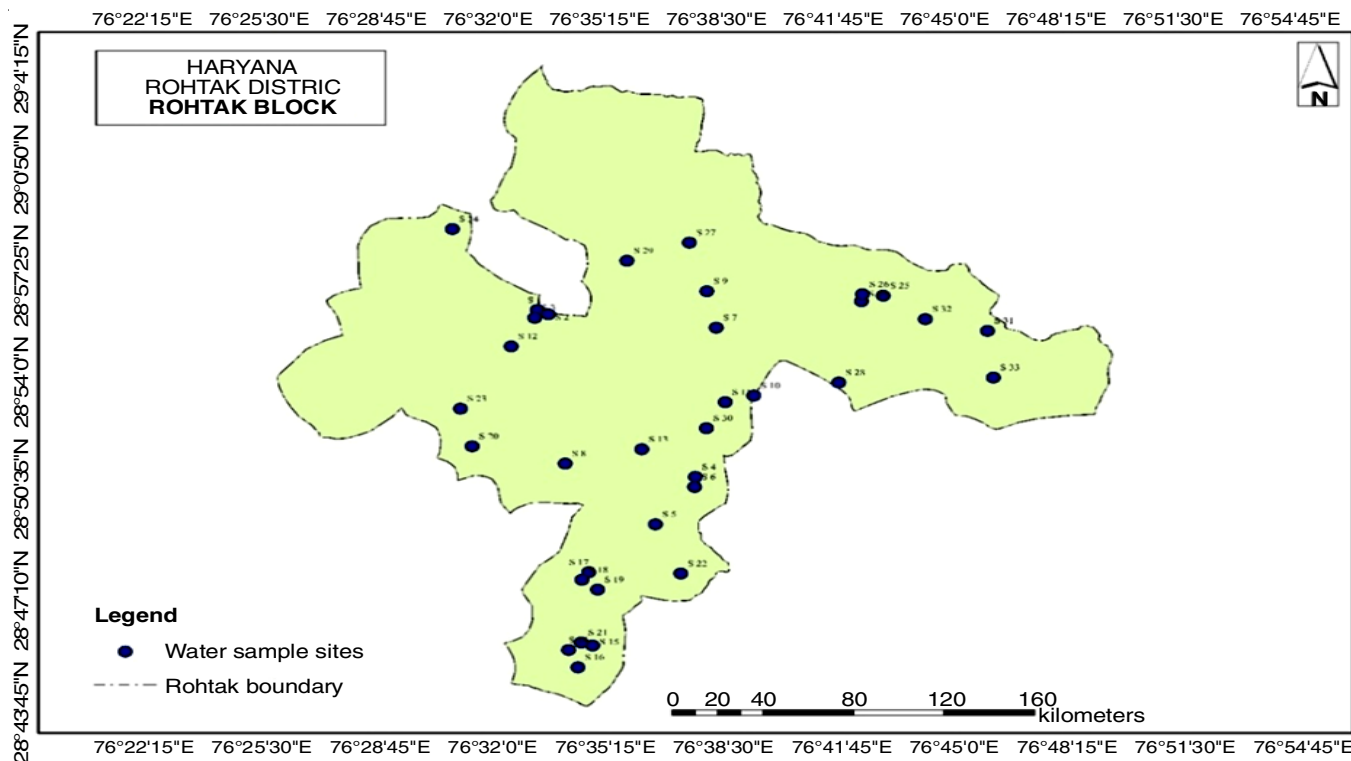 76°22'15"E 76°25'30"E 76°28'45"E 76°32'0"E 76°35'15"E 76°38'30"E 76°41'45"E 76°45'0"E 76°48'15"E 76°51'30"E 76°54'45"E
29°4'15"N
29°0'50"N
28°57'25"N
28°54'0"N
28°50'35"N
28°47'10"N
28°43'45"N
HARYANA
ROHTAK DISTRIC
ROHTAK BLOCK
N
S 24
S 27
S 29
S 9
S 26
S 25
S 2
S 7
S 32
S 31
S 12
S 33
S 28
S 10
S 23
S 30
S 13
S 8
S 4
S 6
S 5
S 17
S 22
S 19
S 21
S 15
S 16
Legend
Water sample sites
Rohtak boundary
0 20 40 80 120 160
kilometers
76°22'15"E 76°25'30"E 76°28'45"E 76°32'0"E 76°35'15"E 76°38'30"E 76°41'45"E 76°45'0"E 76°48'15"E 76°51'30"E 76°54'45"E